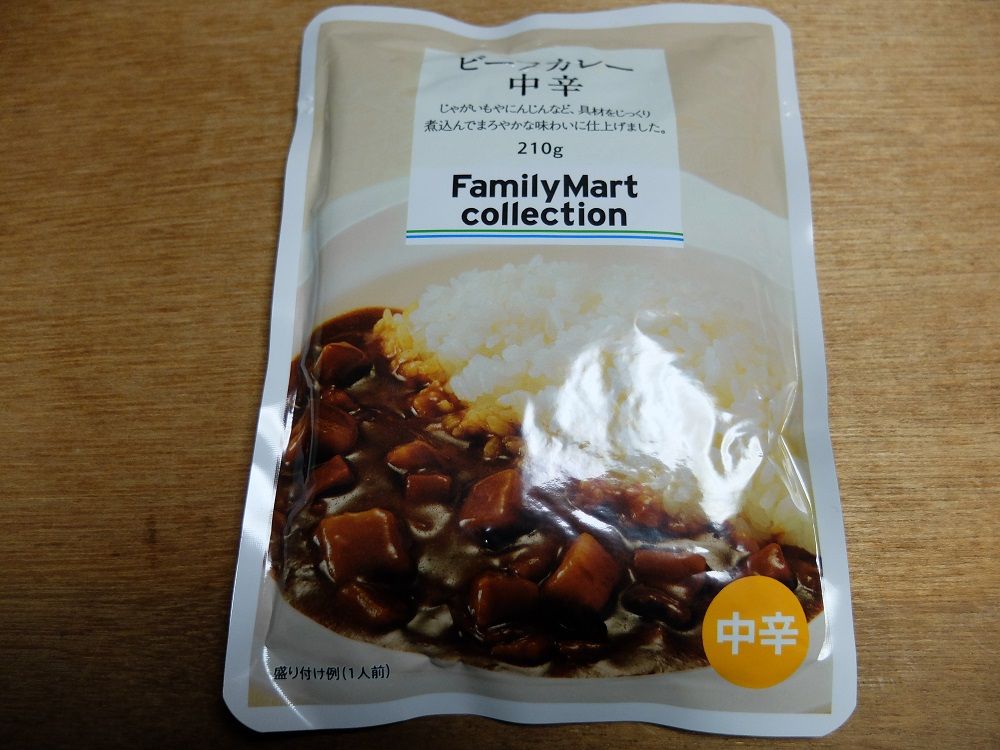 ビーフカレー
中辛
じゃがいもやにんじんなど、具材をじっくり
煮込んでまろやかな味わいに仕上げました。
210g
FamilyMart
collection
中辛
盛り付け例(1人前)